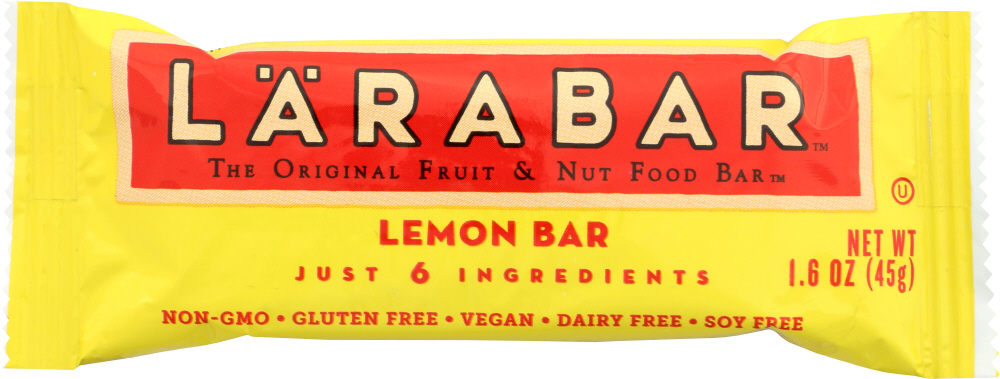 LÄRABAR™
THE ORIGINAL FRUIT & NUT FOOD BAR™
U
LEMON BAR
NET WT
JUST 6 INGREDIENTS
1.6 OZ (45g)
NON-GMO • GLUTEN FREE • VEGAN • DAIRY FREE • SOY FREE